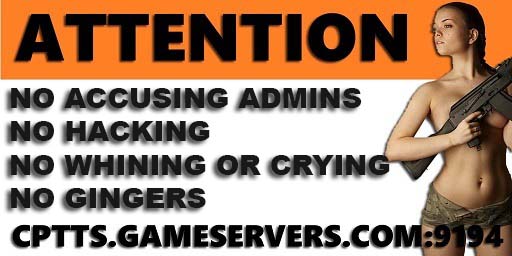 ATTENTION
NO ACCUSING ADMINS
NO HACKING
NO WHINING OR CRYING
NO GINGERS
CPTTS.GAMESERVERS.COM:9194